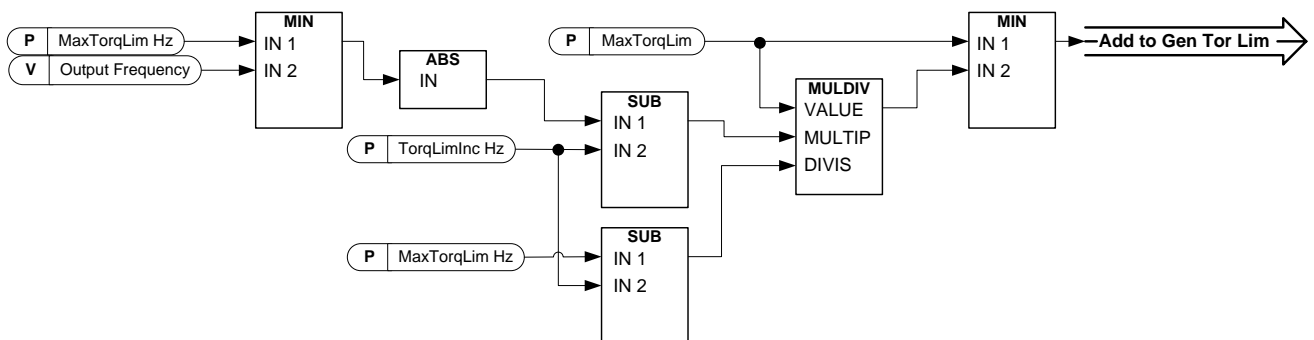 MIN
P MaxTorqLim Hz
IN 1
V Output Frequency
IN 2
ABS
IN
P MaxTorqLim
MIN
IN 1
IN 2
Add to Gen Tor Lim
MULDIV
VALUE
MULTIP
DIVIS
SUB
IN 1
P TorqLimInc Hz
IN 2
SUB
P MaxTorqLim Hz
IN 1
IN 2